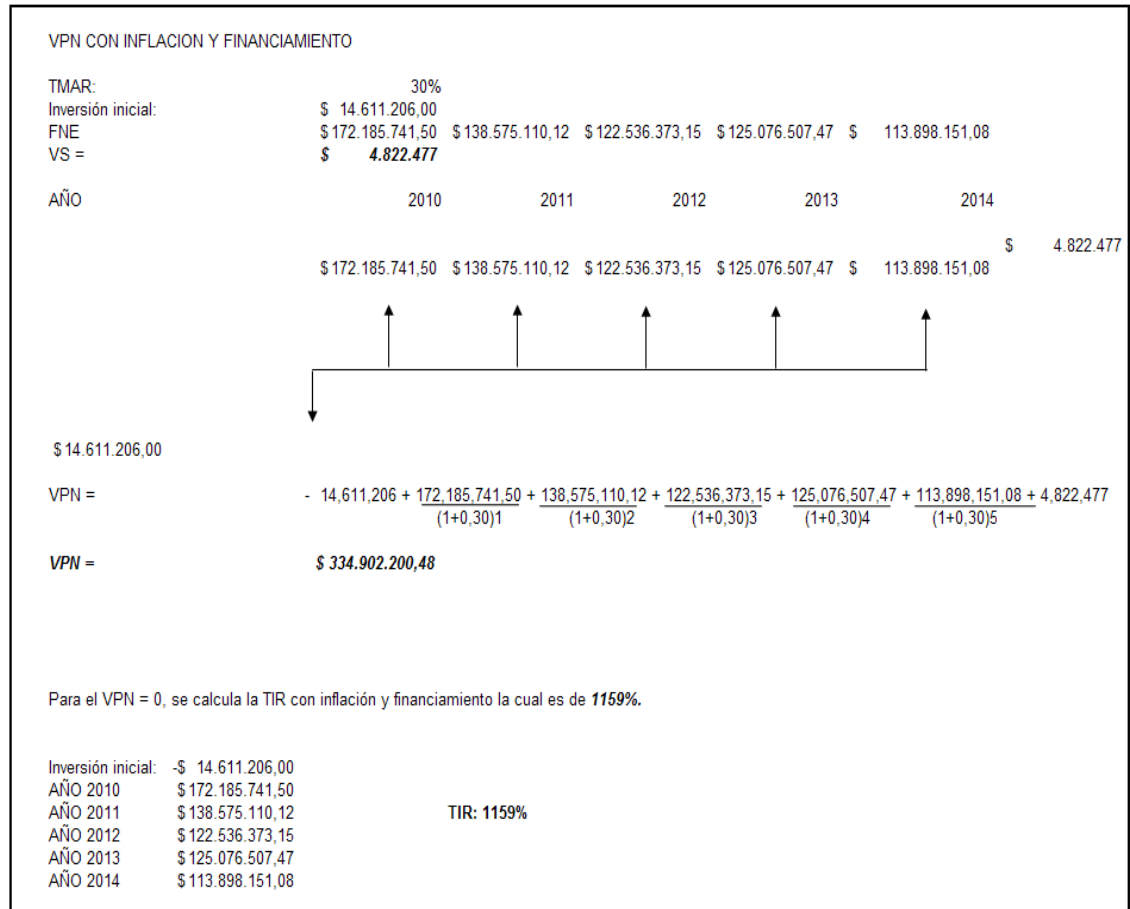 VPN CON INFLACION Y FINANCIAMIENTO
TMAR: 30%
Inversión inicial: $ 14.611.206,00
FNE $172.185.741,50 $138.575.110,12 $122.536.373,15 $125.076.507,47 $ 113.898.151,08
VS = $ 4.822.477
AÑO 2010 2011 2012 2013 2014
$ 4.822.477
$172.185.741,50 $138.575.110,12 $122.536.373,15 $125.076.507,47 $ 113.898.151,08
$14.611.206,00
VPN = - 14,611,206 + 172,185,741,50 + 138,575,110,12 + 122,536,373,15 + 125,076,507,47 + 113,898,151,08 + 4,822,477
(1+0,30)1 (1+0,30)2 (1+0,30)3 (1+0,30)4 (1+0,30)5
VPN = $ 334.902.200,48
Para el VPN = 0, se calcula la TIR con inflación y financiamiento la cual es de 1159%.
Inversión inicial: -$ 14.611.206,00
AÑO 2010 $172.185.741,50
AÑO 2011 $138.575.110,12 TIR: 1159%
AÑO 2012 $122.536.373,15
AÑO 2013 $125.076.507,47
AÑO 2014 $113.898.151,08